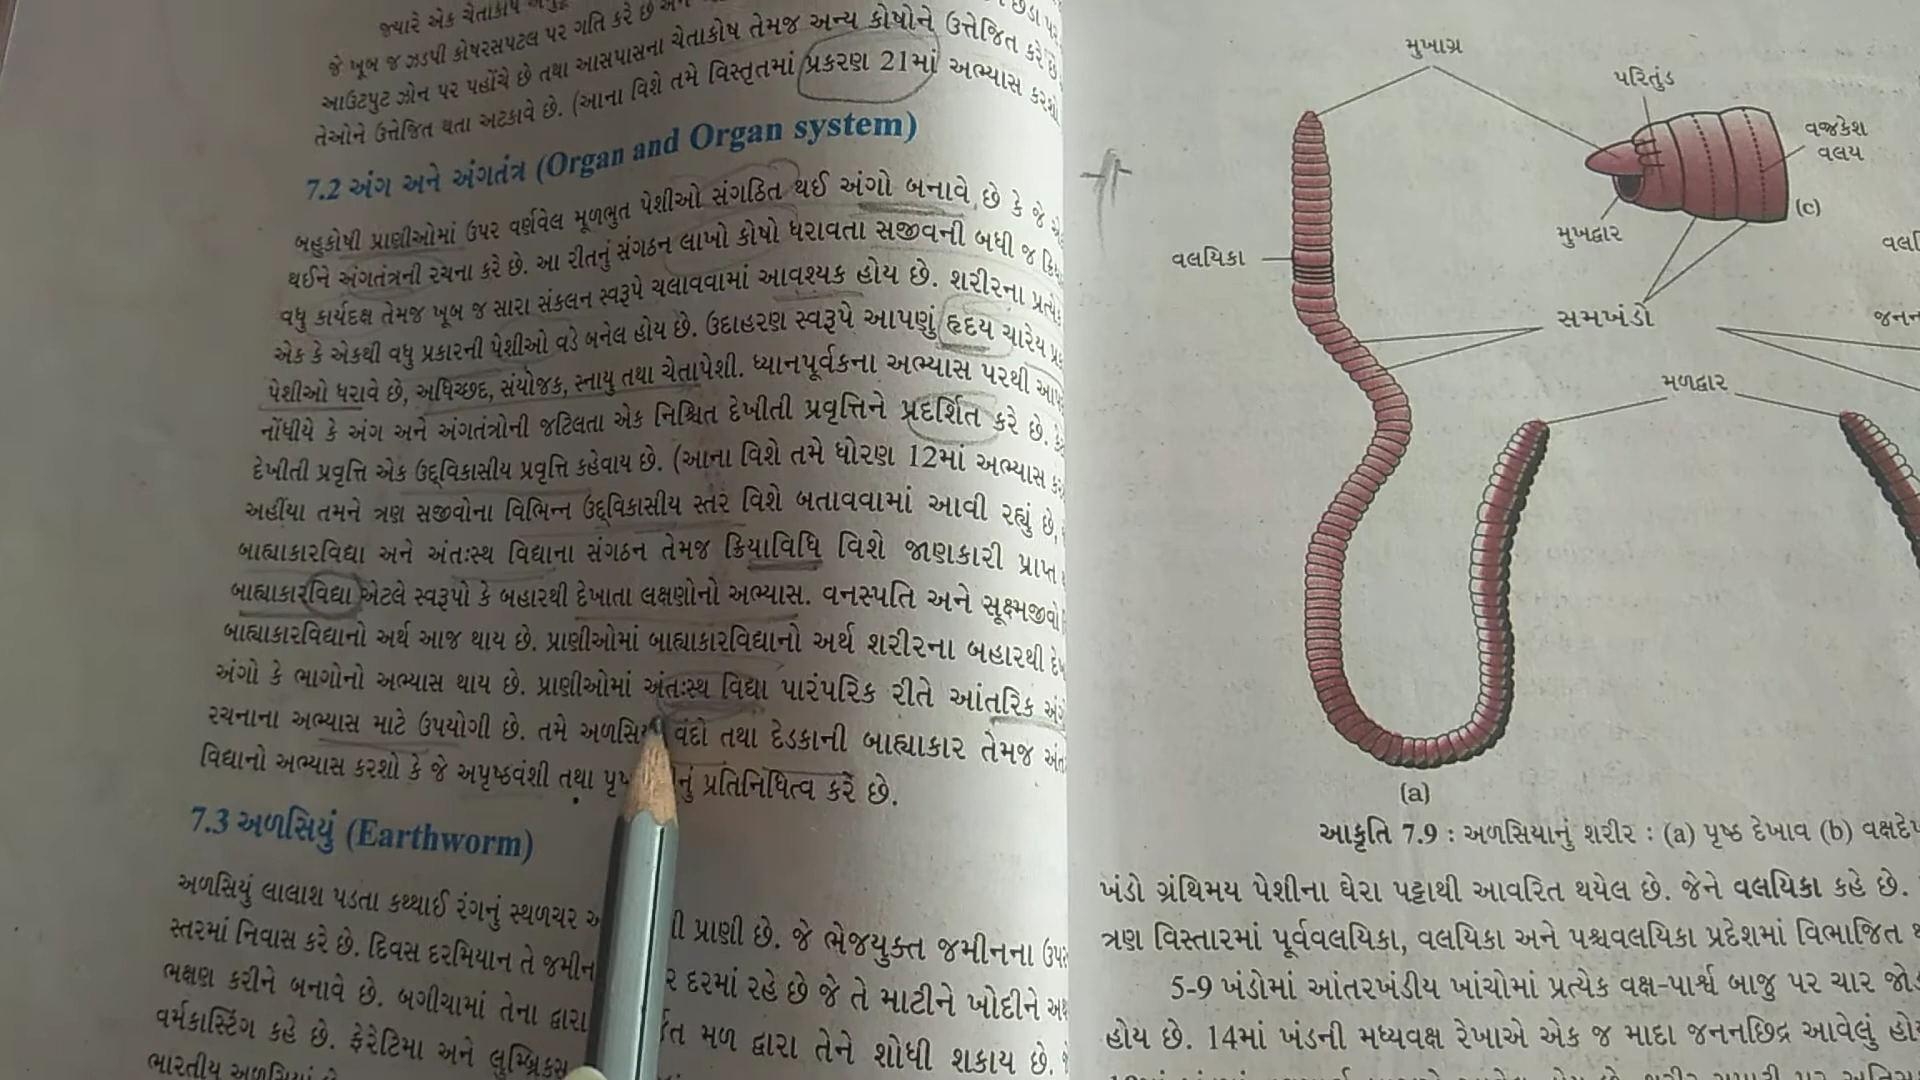 જ્યારે એક ચેતાકોષ
જે ખૂબ જ ઝડપી કોષરસપટલ પર ગતિ કરે છે અને
આઉટપુટ ઝોન પર પહોંચે છે તથા આસપાસના ચેતાકોષ તેમજ અન્ય કોષોને ઉત્તેજિત કરે છે
તેઓને ઉત્તેજિત થતા અટકાવે છે. (આના વિશે તમે વિસ્તૃતમાં પ્રકરણ 21માં અભ્યાસ કરશો
7.2 અંગ અને અંગતંત્ર (Organ and Organ system)
બહુકોષી પ્રાણીઓમાં ઉપર વર્ણવેલ મૂળભુત પેશીઓ સંગઠિત થઈ અંગો બનાવે છે કે જે
થઈને અંગતંત્રની રચના કરે છે. આ રીતનું સંગઠન લાખો કોષો ધરાવતા સજીવની બધી જ
વધુ કાર્યદક્ષ તેમજ ખૂબ જ સારા સંકલન સ્વરૂપે ચલાવવામાં આવશ્યક હોય છે. શરીરના
એક કે એકથી વધુ પ્રકારની પેશીઓ વડે બનેલ હોય છે. ઉદાહરણ સ્વરૂપે આપણું હૃદય ચારેય
પેશીઓ ધરાવે છે, અધિચ્છદ, સંયોજક, સ્નાયુ તથા ચેતાપેશી. ધ્યાનપૂર્વકના અભ્યાસ પરથી
નોંધીયે કે અંગ અને અંગતંત્રોની જટિલતા એક નિશ્ચિત દેખીતી પ્રવૃત્તિને પ્રદર્શિત કરે છે.
દેખીતી પ્રવૃત્તિ એક ઉદ્દવિકાસીય પ્રવૃત્તિ કહેવાય છે. (આના વિશે તમે ધોરણ 12માં અભ્યાસ
અહીંયા તમને ત્રણ સજીવોના વિભિન્ન ઉદ્દવિકાસીય સ્તર વિશે બતાવવામાં આવી રહ્યું છે,
બાહ્યાકારવિદ્યા અને અંતઃસ્થ વિદ્યાના સંગઠન તેમજ ક્રિયાવિધિ વિશે જાણકારી પ્રાપ્ત
બાહ્યાકારવિદ્યા એટલે સ્વરૂપો કે બહારથી દેખાતા લક્ષણોનો અભ્યાસ. વનસ્પતિ અને સૂક્ષ્મજીવો
બાહ્યાકારવિદ્યાનો અર્થ આજ થાય છે. પ્રાણીઓમાં બાહ્યાકારવિદ્યાનો અર્થ શરીરના બહારથી
અંગો કે ભાગોનો અભ્યાસ થાય છે. પ્રાણીઓમાં અંતઃસ્થ વિદ્યા પારંપરિક રીતે આંતરિક
રચનાના અભ્યાસ માટે ઉપયોગી છે. તમે વંદો તથા દેડકાની બાહ્યાકાર તેમજ
વિદ્યાનો અભ્યાસ કરશો કે જે અપૃષ્ઠવંશી તથા પ્રતિનિધિત્વ કરે છે.
7.3 અળસિયું (Earthworm)
અળસિયું લાલાશ પડતા કથ્થાઈ રંગનું સ્થળચર પ્રાણી છે. જે ભેજયુક્ત જમીનના
સ્તરમાં નિવાસ કરે છે. દિવસ દરમિયાન તે દરમાં રહે છે જે તે માટીને ખોદીને
ભક્ષણ કરીને બનાવે છે. બગીચામાં તેના દ્વારા મળ દ્વારા તેને શોધી શકાય છે.
વર્મકાસ્ટિંગ કહે છે. ફેરેટિમા અને લુમ્બ્રિકસ
ભારતીય
મુખાગ્ર
પરિતુંડ
વજકેશ
વલય
(c)
મુખદ્વાર
વલયિકા
સમખંડો
મળદ્વાર
(a)
આકૃતિ 7.9 : અળસિયાનું શરીર : (a) પૃષ્ઠ દેખાવ (b)
ખંડો ગ્રંથિમય પેશીના ઘેરા પટ્ટાથી આવરિત થયેલ છે. જેને વલયિકા કહે છે.
ત્રણ વિસ્તારમાં પૂર્વવલયિકા, વલયિકા અને પશ્ચવલયિકા પ્રદેશમાં વિભાજિત
5-9 ખંડોમાં આંતરખંડીય ખાંચોમાં પ્રત્યેક વક્ષ-પાર્શ્વ બાજુ પર ચાર
હોય છે. 14માં ખંડની મધ્યવક્ષ રેખાએ એક જ માદા જનનછિદ્ર આવેલું